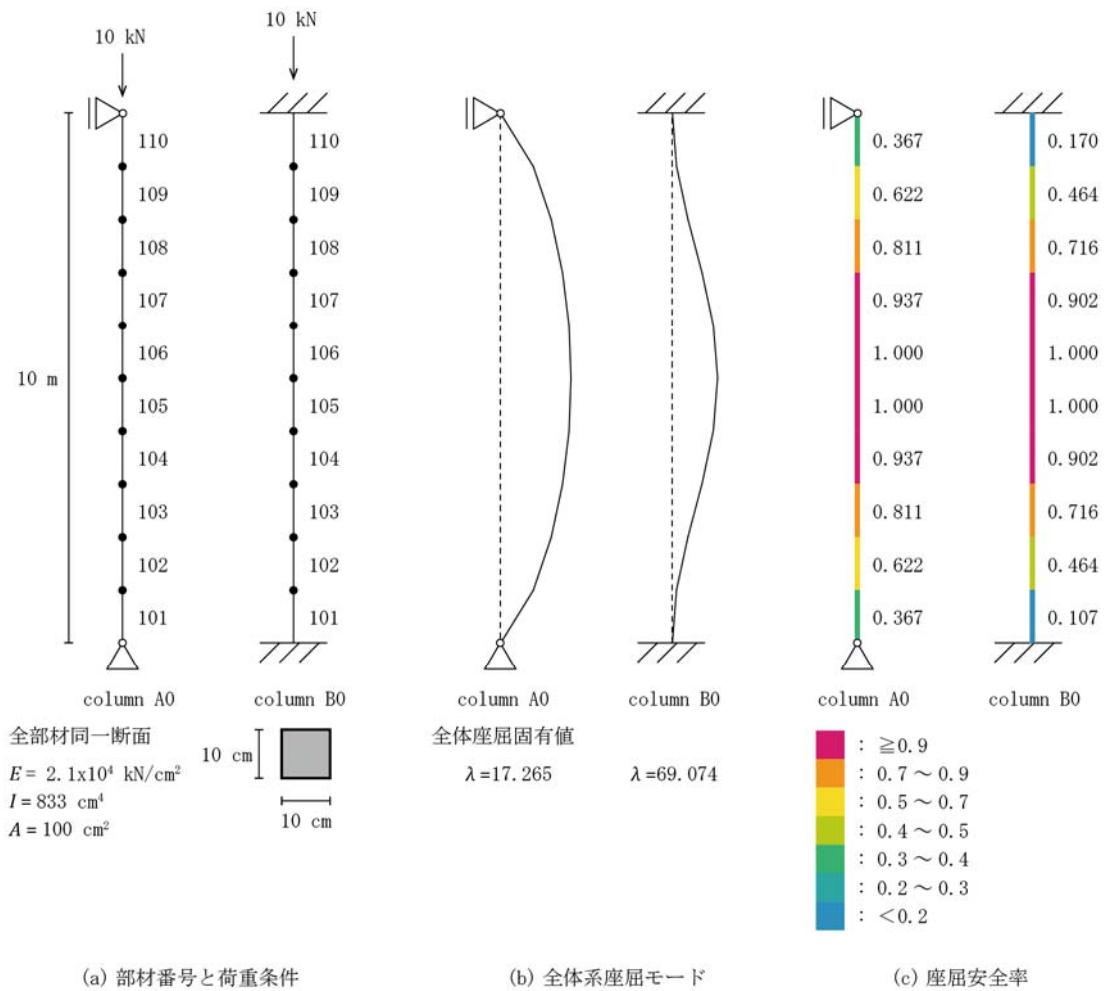 10 kN
10 kN
10 m
110
109
108
107
106
105
104
103
102
101
110
109
108
107
106
105
104
103
102
101
0.367
0.622
0.811
0.937
1.000
1.000
0.937
0.811
0.622
0.367
0.170
0.464
0.716
0.902
1.000
1.000
0.902
0.716
0.464
0.107
column A0
column B0
column A0
column B0
column A0
column B0
全部材同一断面
E = 2.1x10⁴ kN/cm²
I = 833 cm⁴
A = 100 cm²
10 cm
10 cm
全体座屈固有値
λ=17.265
λ=69.074
: ≧0.9
: 0.7～0.9
: 0.5～0.7
: 0.4～0.5
: 0.3～0.4
: 0.2～0.3
: ＜0.2
(a) 部材番号と荷重条件
(b) 全体系座屈モード
(c) 座屈安全率